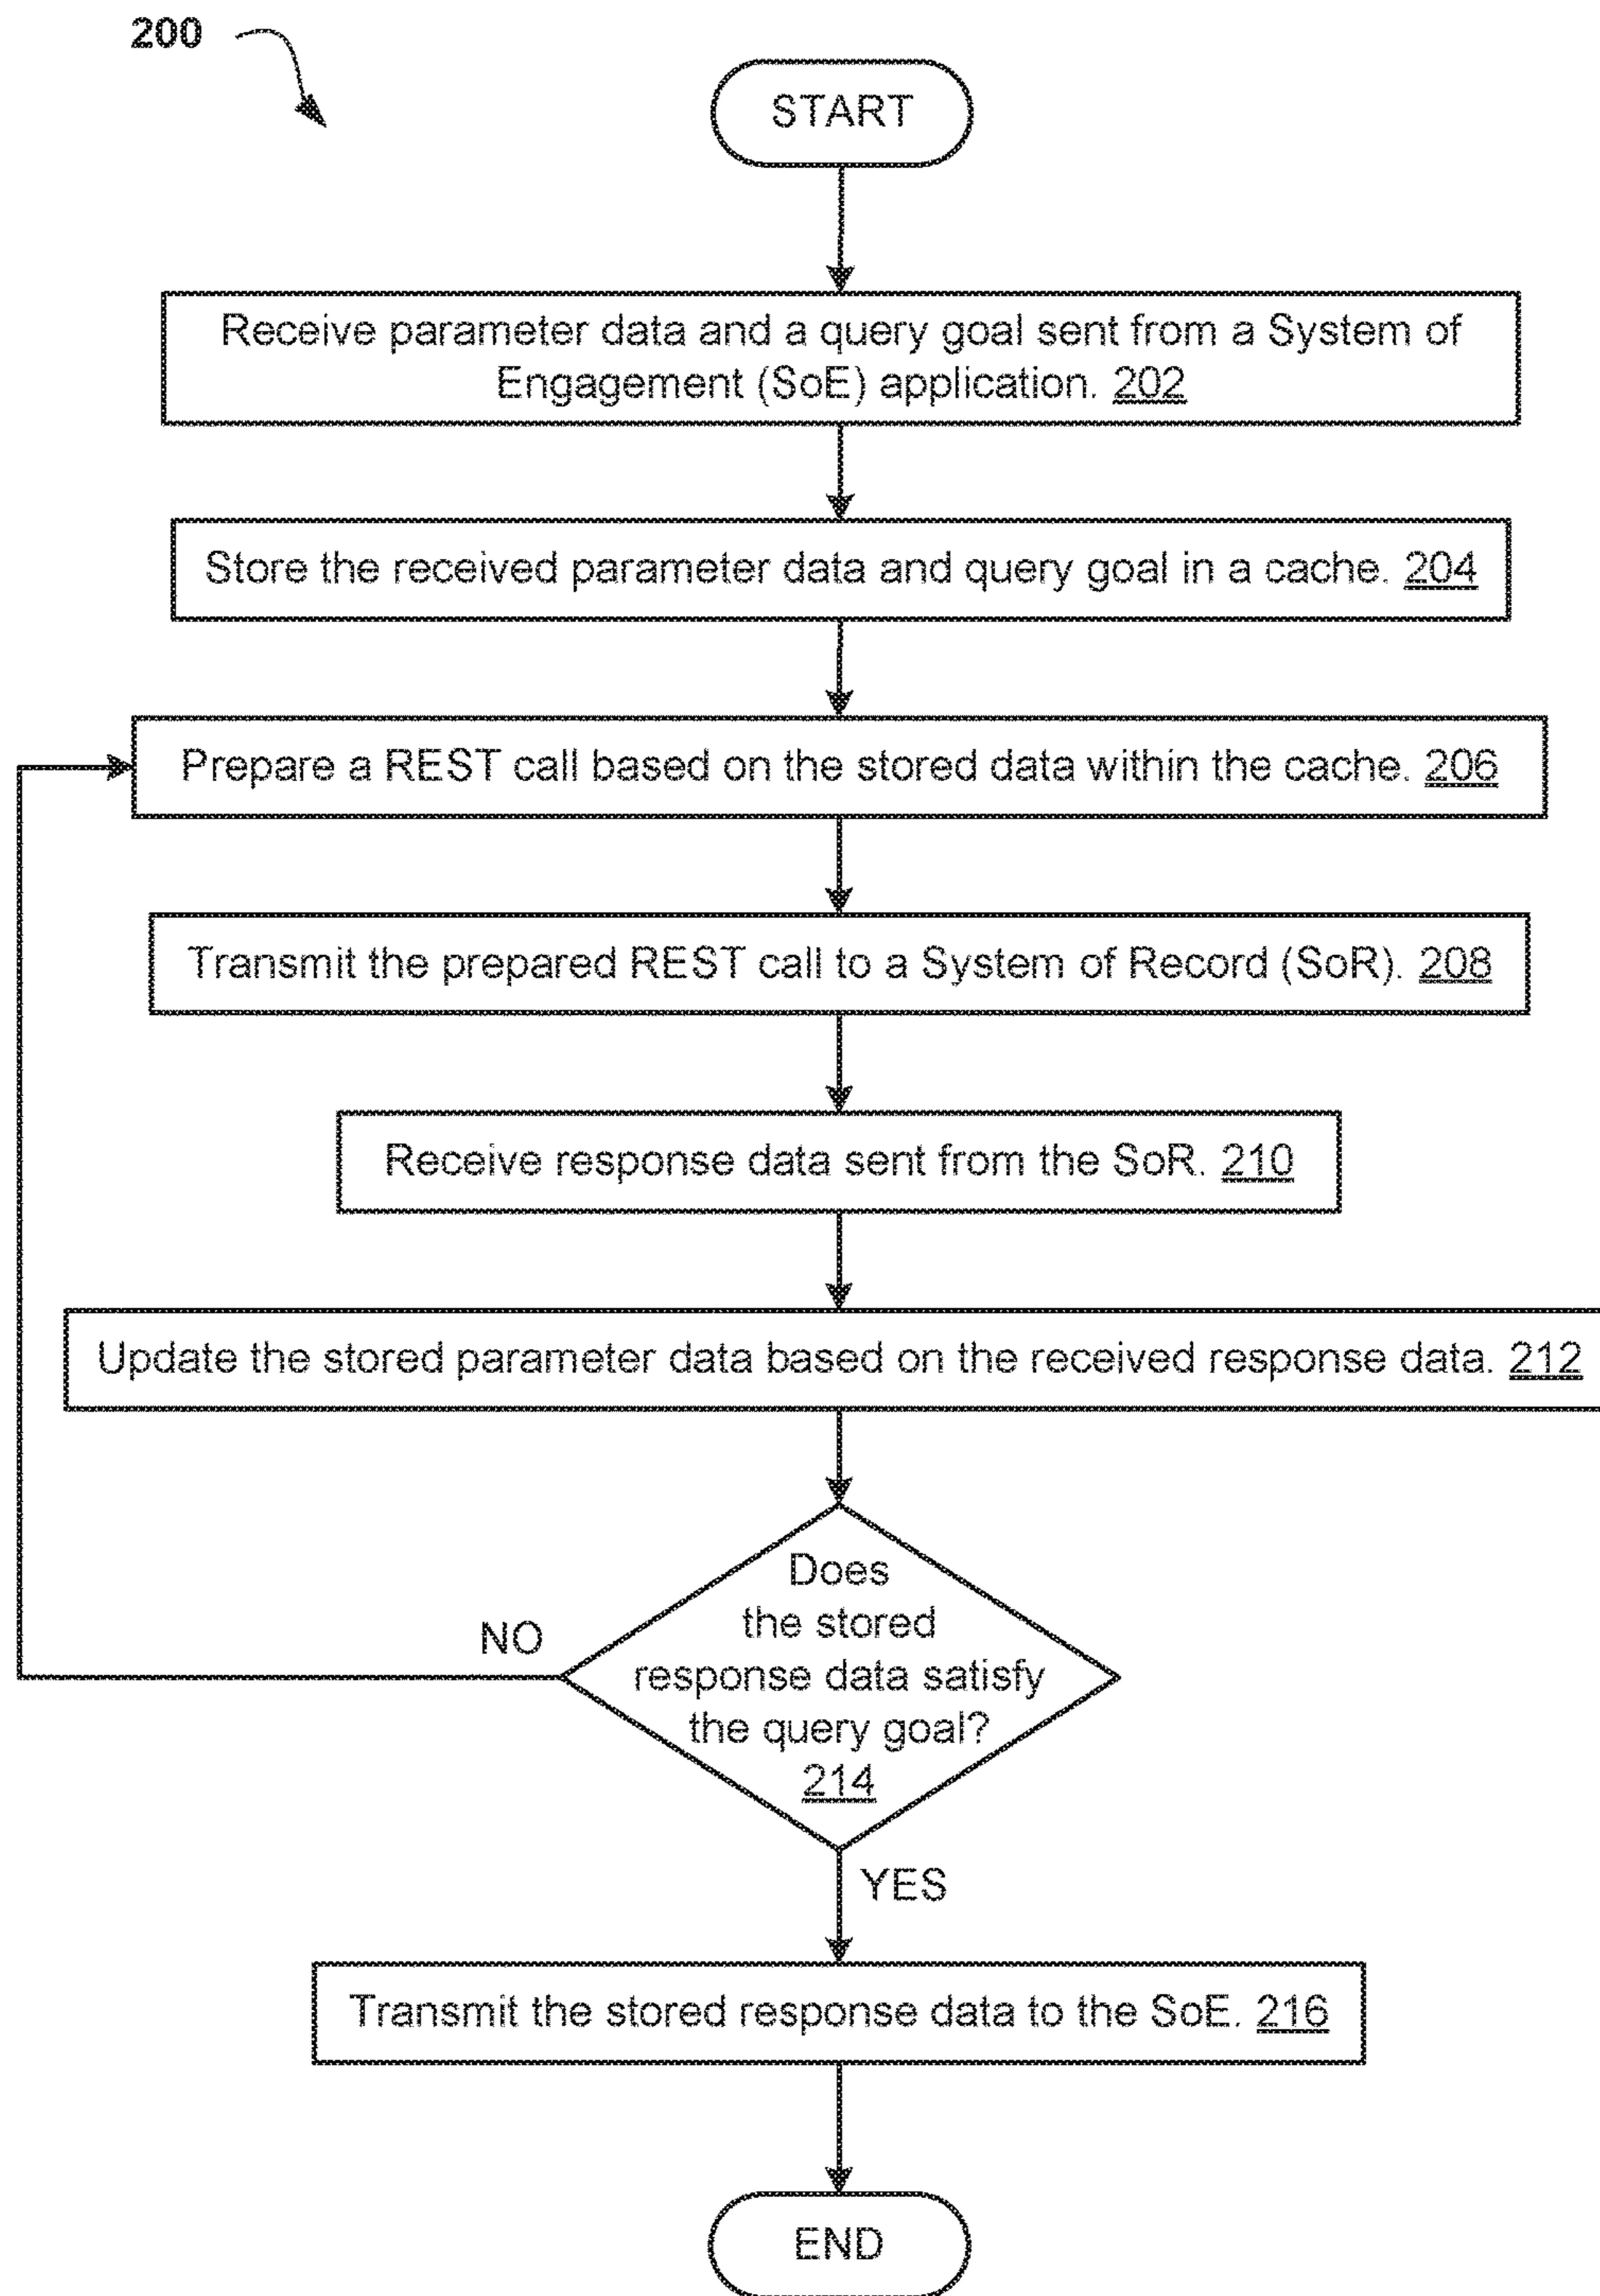 200
START
Receive parameter data and a query goal sent from a System of
Engagement (SoE) application. 202
Store the received parameter data and query goal in a cache. 204
Prepare a REST call based on the stored data within the cache. 206
Transmit the prepared REST call to a System of Record (SoR). 208
Receive response data sent from the SoR. 210
Update the stored parameter data based on the received response data. 212
Does
the stored
response data satisfy
the query goal?
214
NO
YES
Transmit the stored response data to the SoE. 216
END